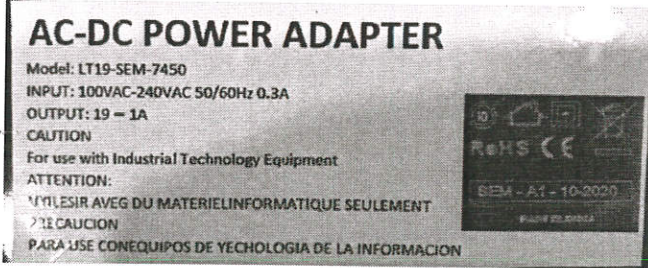 AC-DC POWER ADAPTER
Model: LT19-SEM-7450
INPUT: 100VAC-240VAC 50/60Hz 0.3A
OUTPUT: 19 ⎓ 1A
CAUTION
For use with Industrial Technology Equipment
ATTENTION:
AVEG DU MATERIELINFORMATIQUE SEULEMENT
PARA USE CONEQUIPOS DE YECHOLOGIA DE LA INFORMACION
10
RoHS CE
SEM - A1 - 10-2020